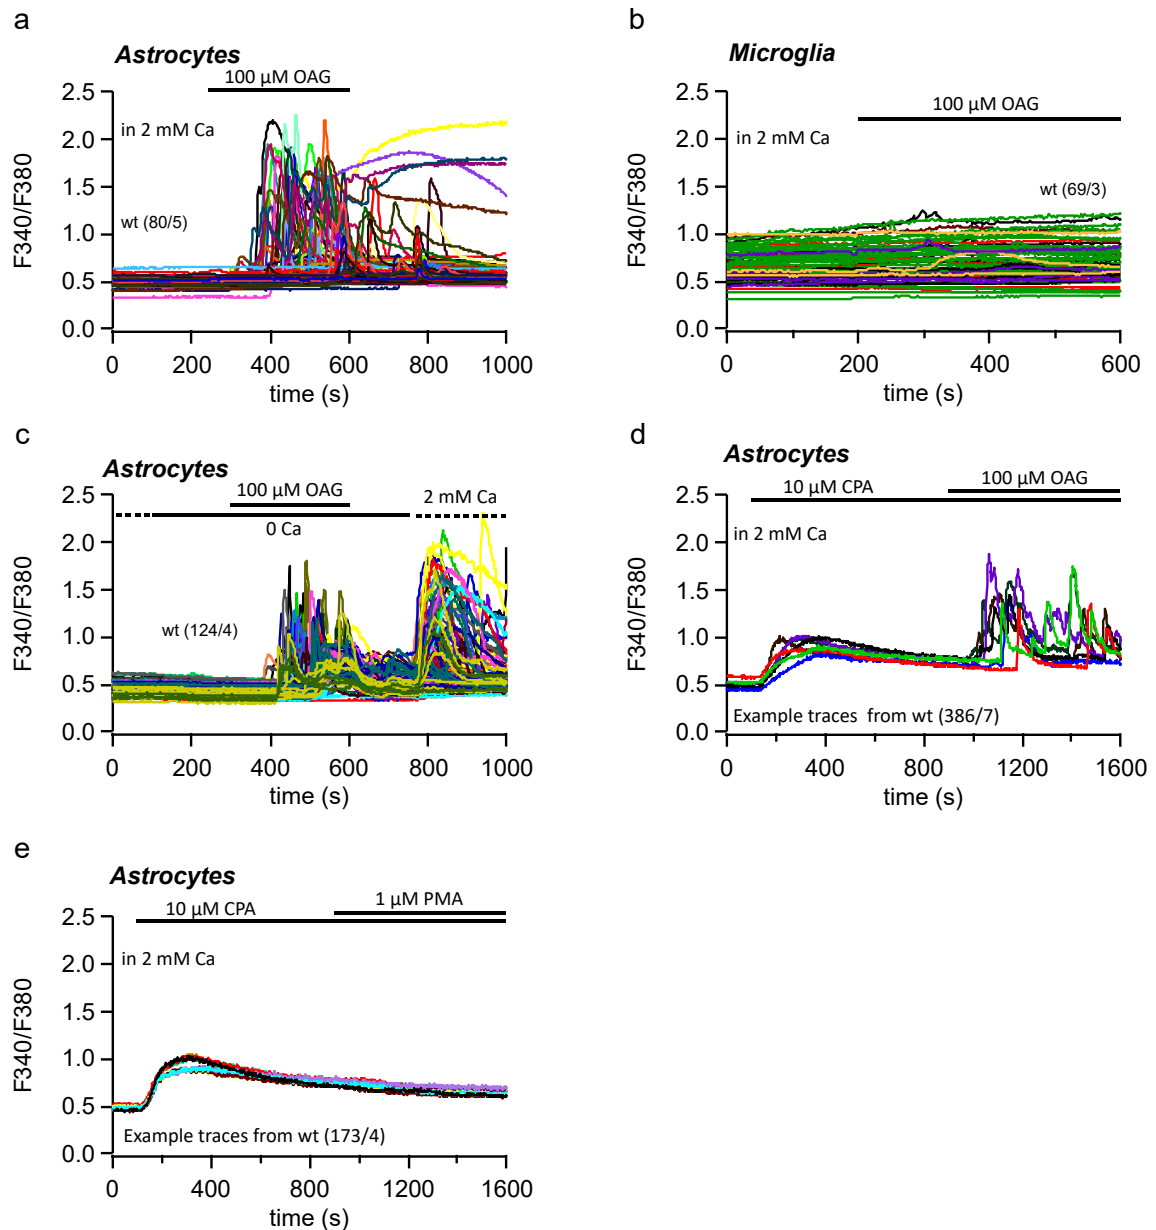 a
Astrocytes
100 µM OAG
2.5
2.0
1.5
1.0
0.5
0.0
F340/F380
in 2 mM Ca
wt (80/5)
0 200 400 600 800 1000
time (s)
b
Microglia
100 µM OAG
2.5
2.0
1.5
1.0
0.5
0.0
F340/F380
in 2 mM Ca
wt (69/3)
0 200 400 600
time (s)
c
Astrocytes
100 µM OAG
2 mM Ca
0 Ca
2.5
2.0
1.5
1.0
0.5
0.0
F340/F380
wt (124/4)
0 200 400 600 800 1000
time (s)
d
Astrocytes
10 µM CPA
100 µM OAG
2.5
2.0
1.5
1.0
0.5
0.0
F340/F380
in 2 mM Ca
Example traces from wt (386/7)
0 400 800 1200 1600
time (s)
e
Astrocytes
10 µM CPA
1 µM PMA
2.5
2.0
1.5
1.0
0.5
0.0
F340/F380
in 2 mM Ca
Example traces from wt (173/4)
0 400 800 1200 1600
time (s)